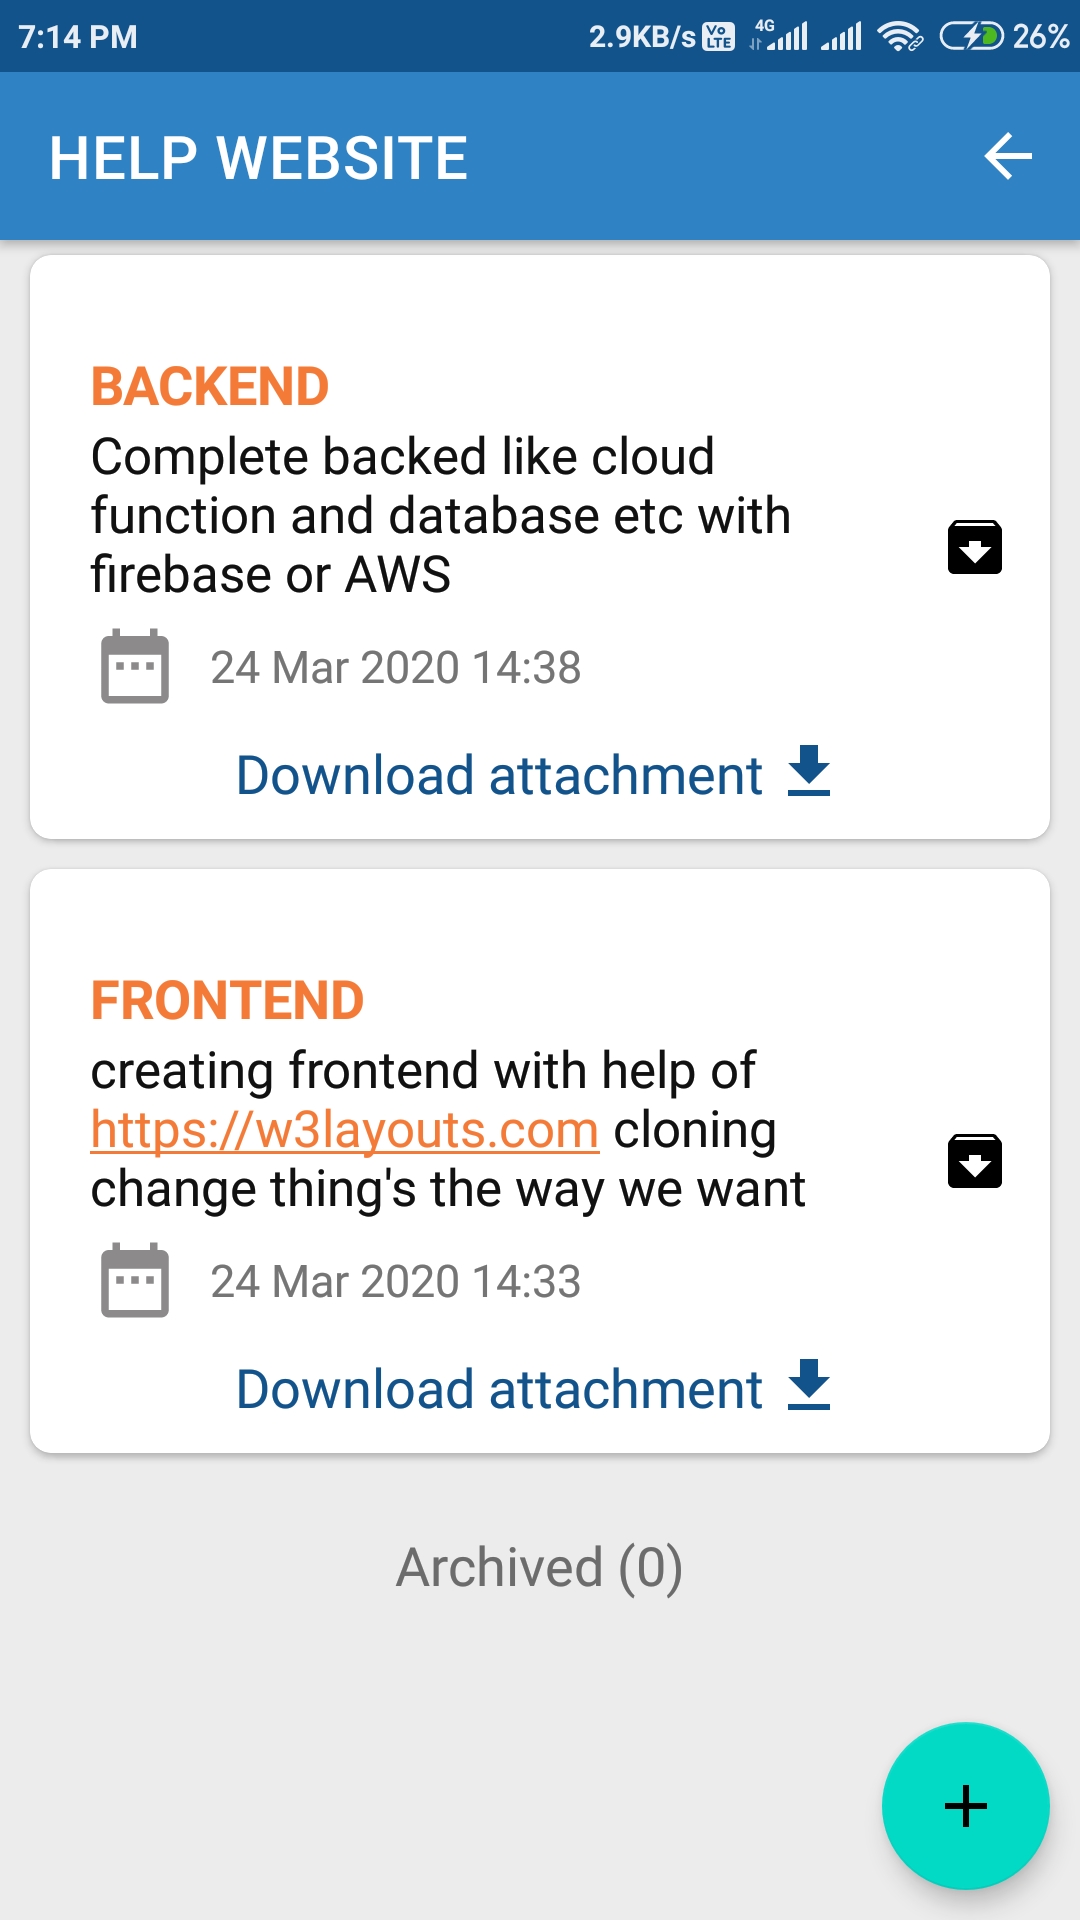 7:14 PM 2.9KB/s Vo LTE 4G 26%
HELP WEBSITE
BACKEND
Complete backed like cloud
function and database etc with
firebase or AWS
24 Mar 2020 14:38
Download attachment
FRONTEND
creating frontend with help of
https://w3layouts.com cloning
change thing's the way we want
24 Mar 2020 14:33
Download attachment
Archived (0)